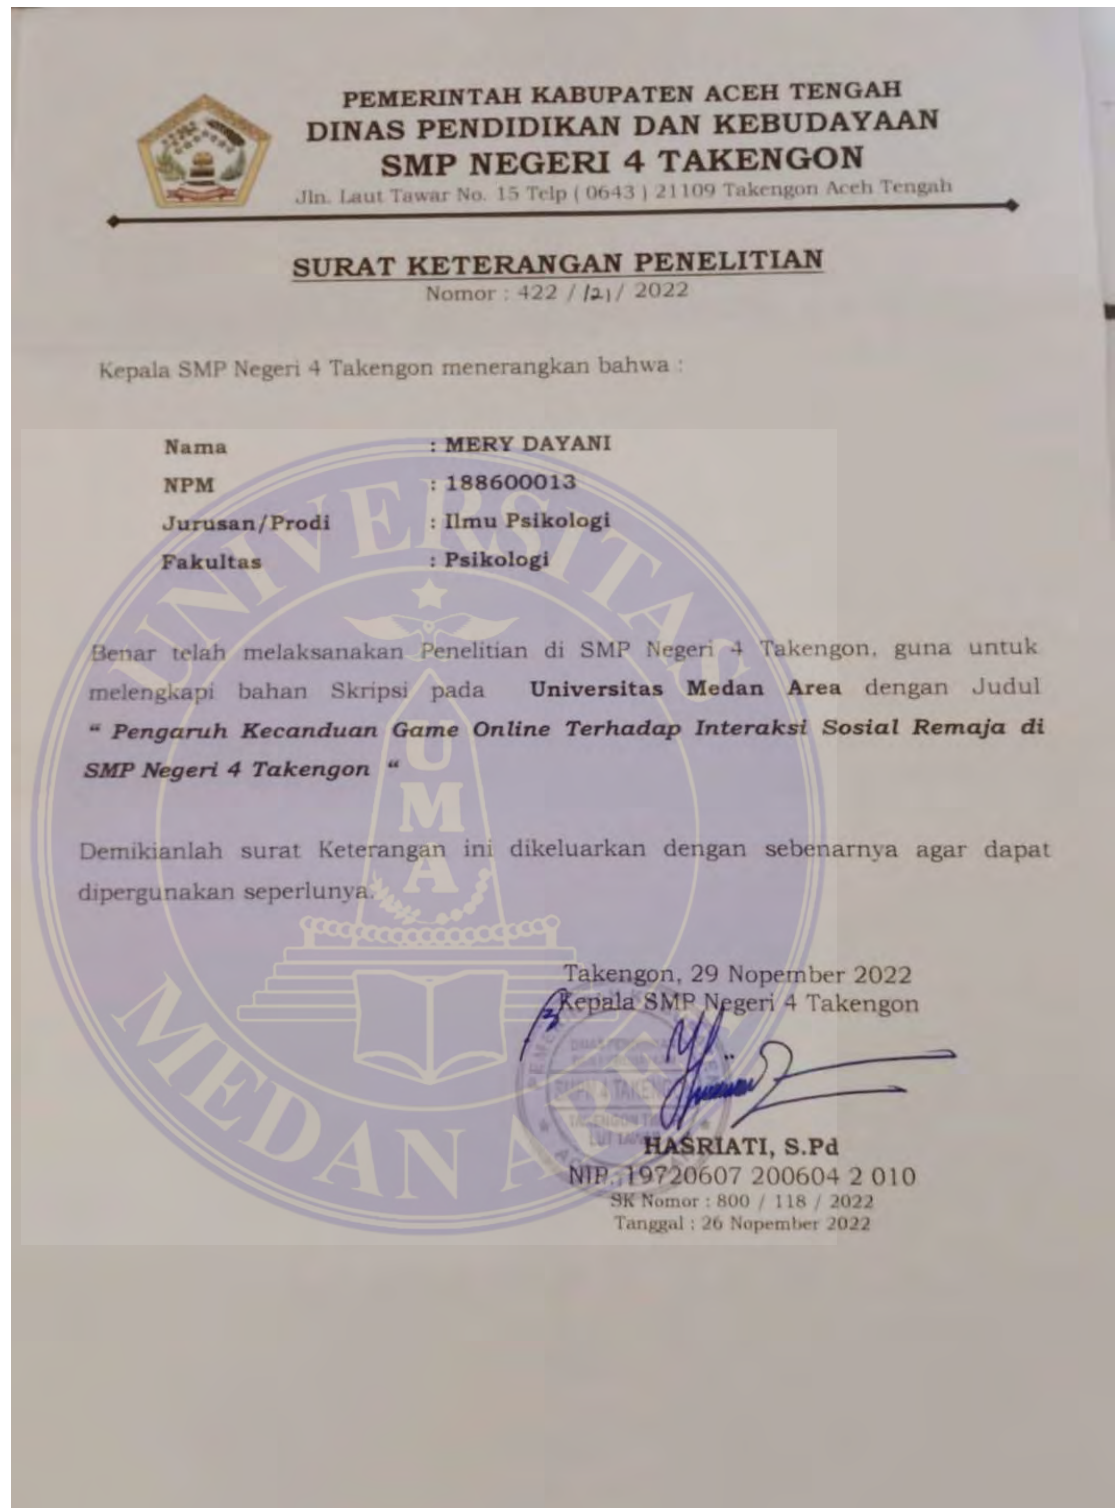 PEMERINTAH KABUPATEN ACEH TENGAH
DINAS PENDIDIKAN DAN KEBUDAYAAN
SMP NEGERI 4 TAKENGON
Jln. Laut Tawar No. 15 Telp ( 0643 ) 21109 Takengon Aceh Tengah
SURAT KETERANGAN PENELITIAN
Nomor : 422 / 121 / 2022
Kepala SMP Negeri 4 Takengon menerangkan bahwa :
Nama : MERY DAYANI
NPM : 188600013
Jurusan/Prodi : Ilmu Psikologi
Fakultas : Psikologi
Benar telah melaksanakan Penelitian di SMP Negeri 4 Takengon, guna untuk
melengkapi bahan Skripsi pada Universitas Medan Area dengan Judul
“ Pengaruh Kecanduan Game Online Terhadap Interaksi Sosial Remaja di
SMP Negeri 4 Takengon “
Demikianlah surat Keterangan ini dikeluarkan dengan sebenarnya agar dapat
dipergunakan seperlunya.
Takengon, 29 Nopember 2022
Kepala SMP Negeri 4 Takengon
HASRIATI, S.Pd
NIP. 19720607 200604 2 010
SK Nomor : 800 / 118 / 2022
Tanggal : 26 Nopember 2022
UNIVERSITAS
MEDAN AREA
UMA